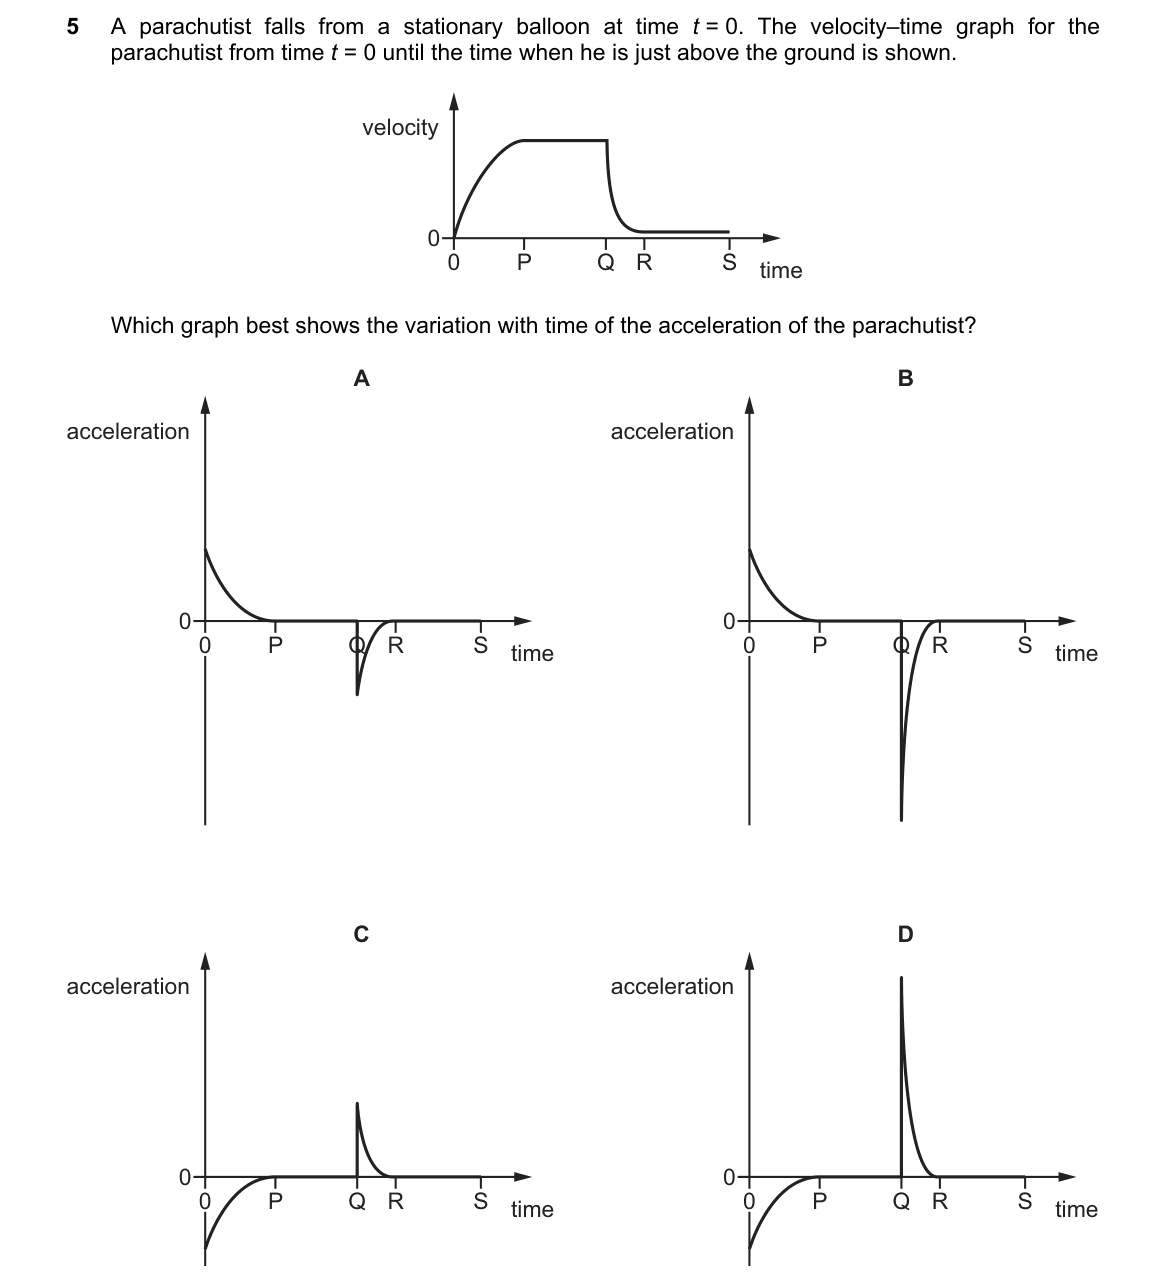 5 A parachutist falls from a stationary balloon at time t = 0. The velocity–time graph for the
parachutist from time t = 0 until the time when he is just above the ground is shown.
velocity
0
0 P Q R S time
Which graph best shows the variation with time of the acceleration of the parachutist?
A B
acceleration acceleration
0 0
0 P Q R S time 0 P Q R S time
C D
acceleration acceleration
0 0
0 P Q R S time 0 P Q R S time